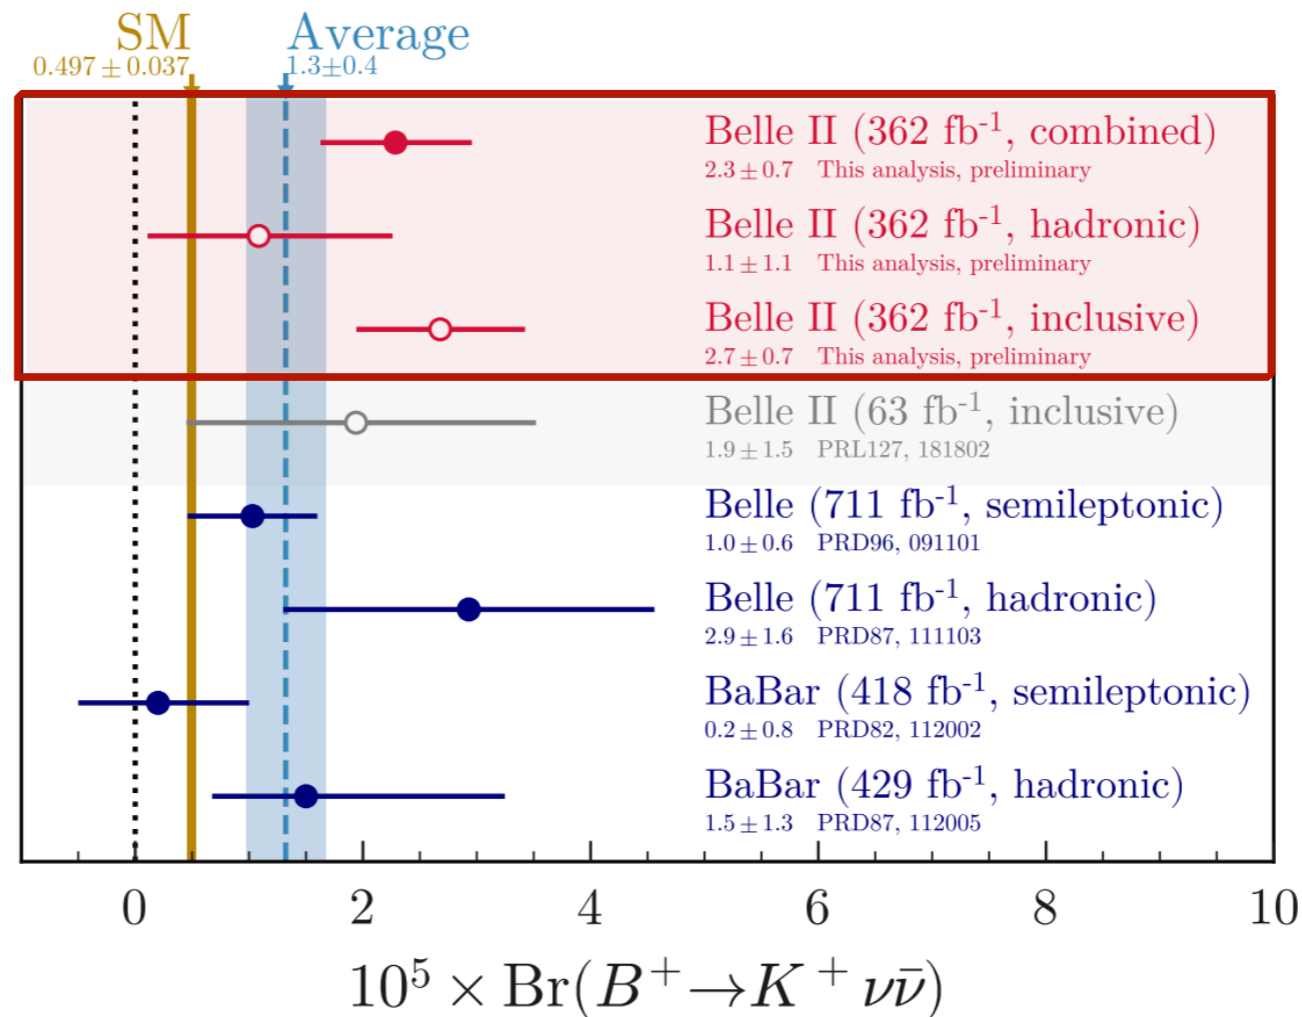 SM
0.497 ± 0.037
Average
1.3±0.4
Belle II (362 fb⁻¹, combined)
2.3 ± 0.7 This analysis, preliminary
Belle II (362 fb⁻¹, hadronic)
1.1 ± 1.1 This analysis, preliminary
Belle II (362 fb⁻¹, inclusive)
2.7 ± 0.7 This analysis, preliminary
Belle II (63 fb⁻¹, inclusive)
1.9 ± 1.5 PRL127, 181802
Belle (711 fb⁻¹, semileptonic)
1.0 ± 0.6 PRD96, 091101
Belle (711 fb⁻¹, hadronic)
2.9 ± 1.6 PRD87, 111103
BaBar (418 fb⁻¹, semileptonic)
0.2 ± 0.8 PRD82, 112002
BaBar (429 fb⁻¹, hadronic)
1.5 ± 1.3 PRD87, 112005
0 2 4 6 8 10
10⁵ × Br(B⁺→K⁺νν̄)